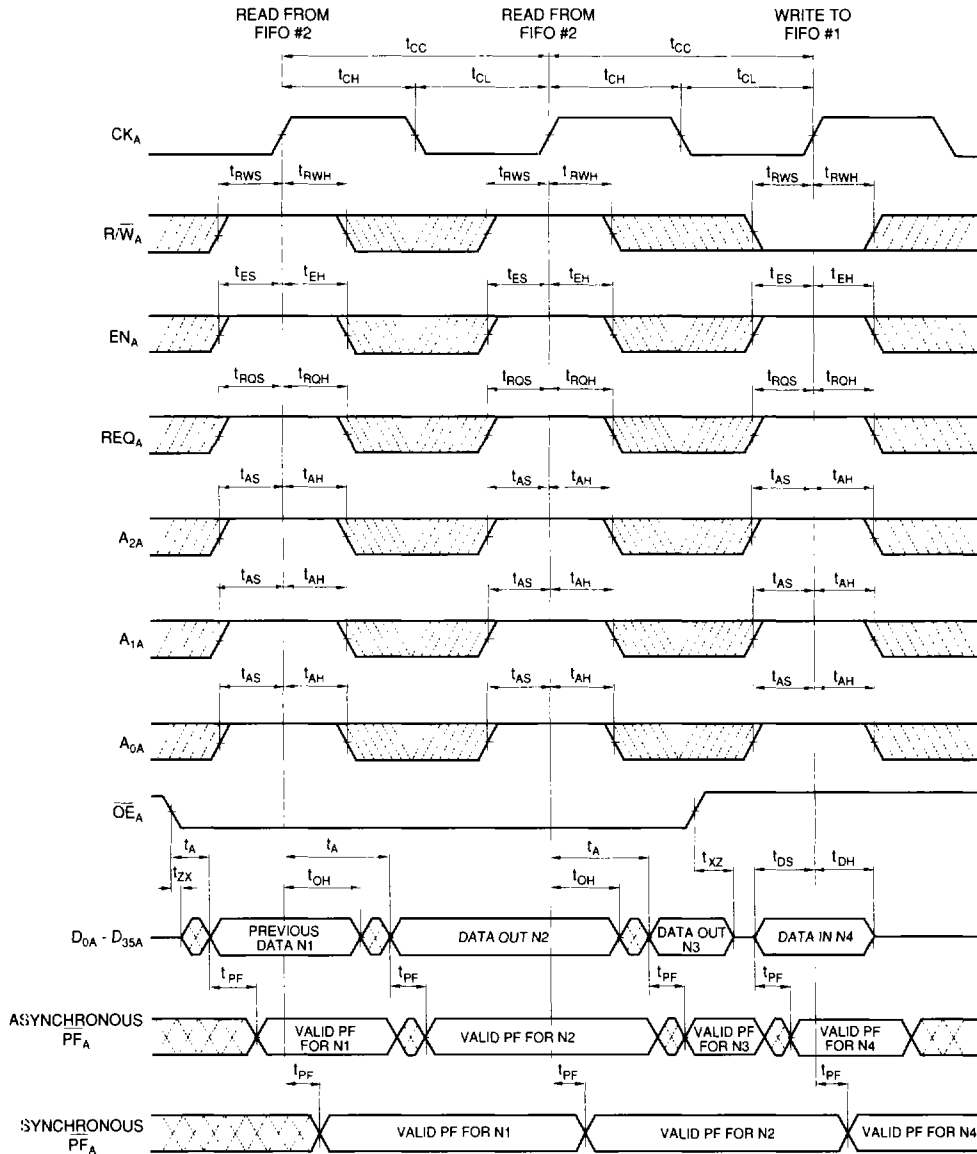 READ FROM FIFO #2 READ FROM FIFO #2 WRITE TO FIFO #1
tCC tCC
tCH tCL tCH tCL
CKA
tRWS tRWH tRWS tRWH tRWS tRWH
R/W̅A
tES tEH tES tEH tES tEH
ENA
tRQS tRQH tRQS tRQH tRQS tRQH
REQA
tAS tAH tAS tAH tAS tAH
A2A
tAS tAH tAS tAH tAS tAH
A1A
tAS tAH tAS tAH tAS tAH
A0A
O̅E̅A
tA tA tA tXZ tDS tDH
tZX tOH tOH
D0A - D35A PREVIOUS DATA N1 DATA OUT N2 DATA OUT N3 DATA IN N4
tPF tPF tPF tPF
ASYNCHRONOUS P̅F̅A VALID PF FOR N1 VALID PF FOR N2 VALID PF FOR N3 VALID PF FOR N4
tPF tPF tPF
SYNCHRONOUS P̅F̅A VALID PF FOR N1 VALID PF FOR N2 VALID PF FOR N4